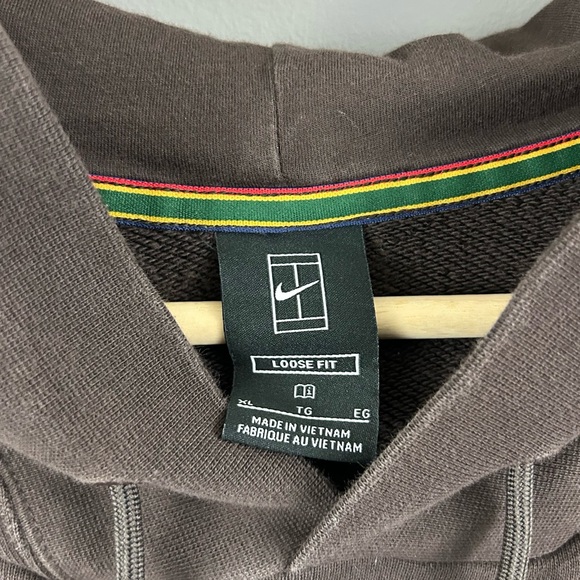 LOOSE FIT
XL TG EG
MADE IN VIETNAM
FABRIQUE AU VIETNAM